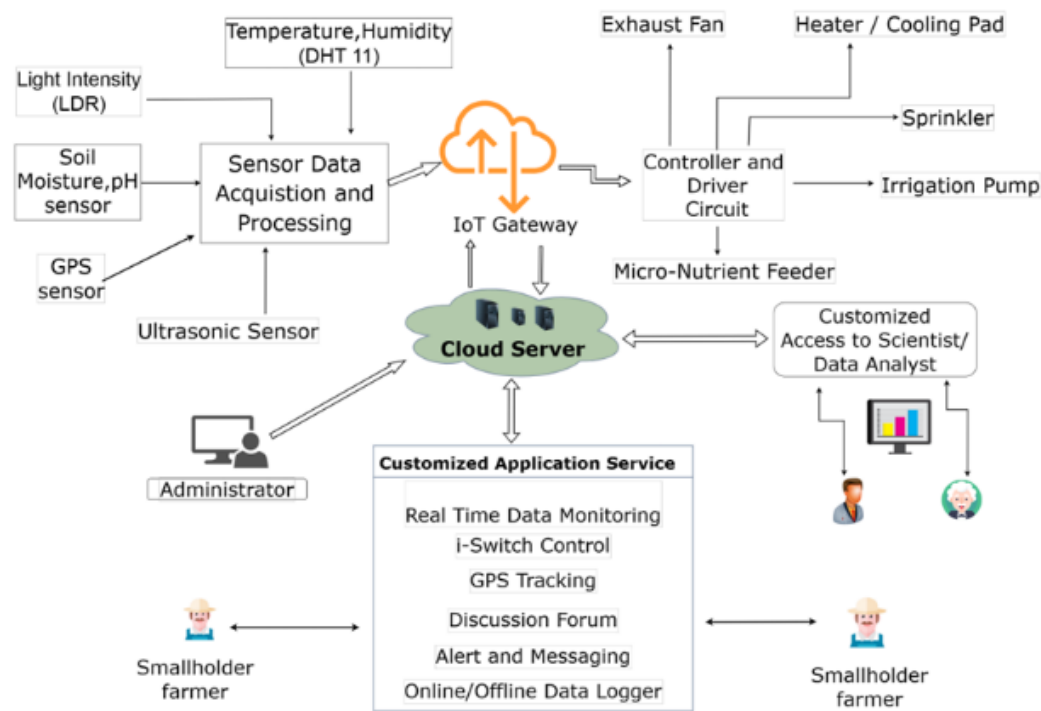 Temperature,Humidity
(DHT 11)
Exhaust Fan
Heater / Cooling Pad
Light Intensity
(LDR)
Sprinkler
Soil
Moisture,pH
sensor
Sensor Data
Acquistion and
Processing
Controller and
Driver
Circuit
Irrigation Pump
IoT Gateway
GPS
sensor
Micro-Nutrient Feeder
Ultrasonic Sensor
Cloud Server
Customized
Access to Scientist/
Data Analyst
Administrator
Customized Application Service
Real Time Data Monitoring
i-Switch Control
GPS Tracking
Discussion Forum
Alert and Messaging
Online/Offline Data Logger
Smallholder
farmer
Smallholder
farmer